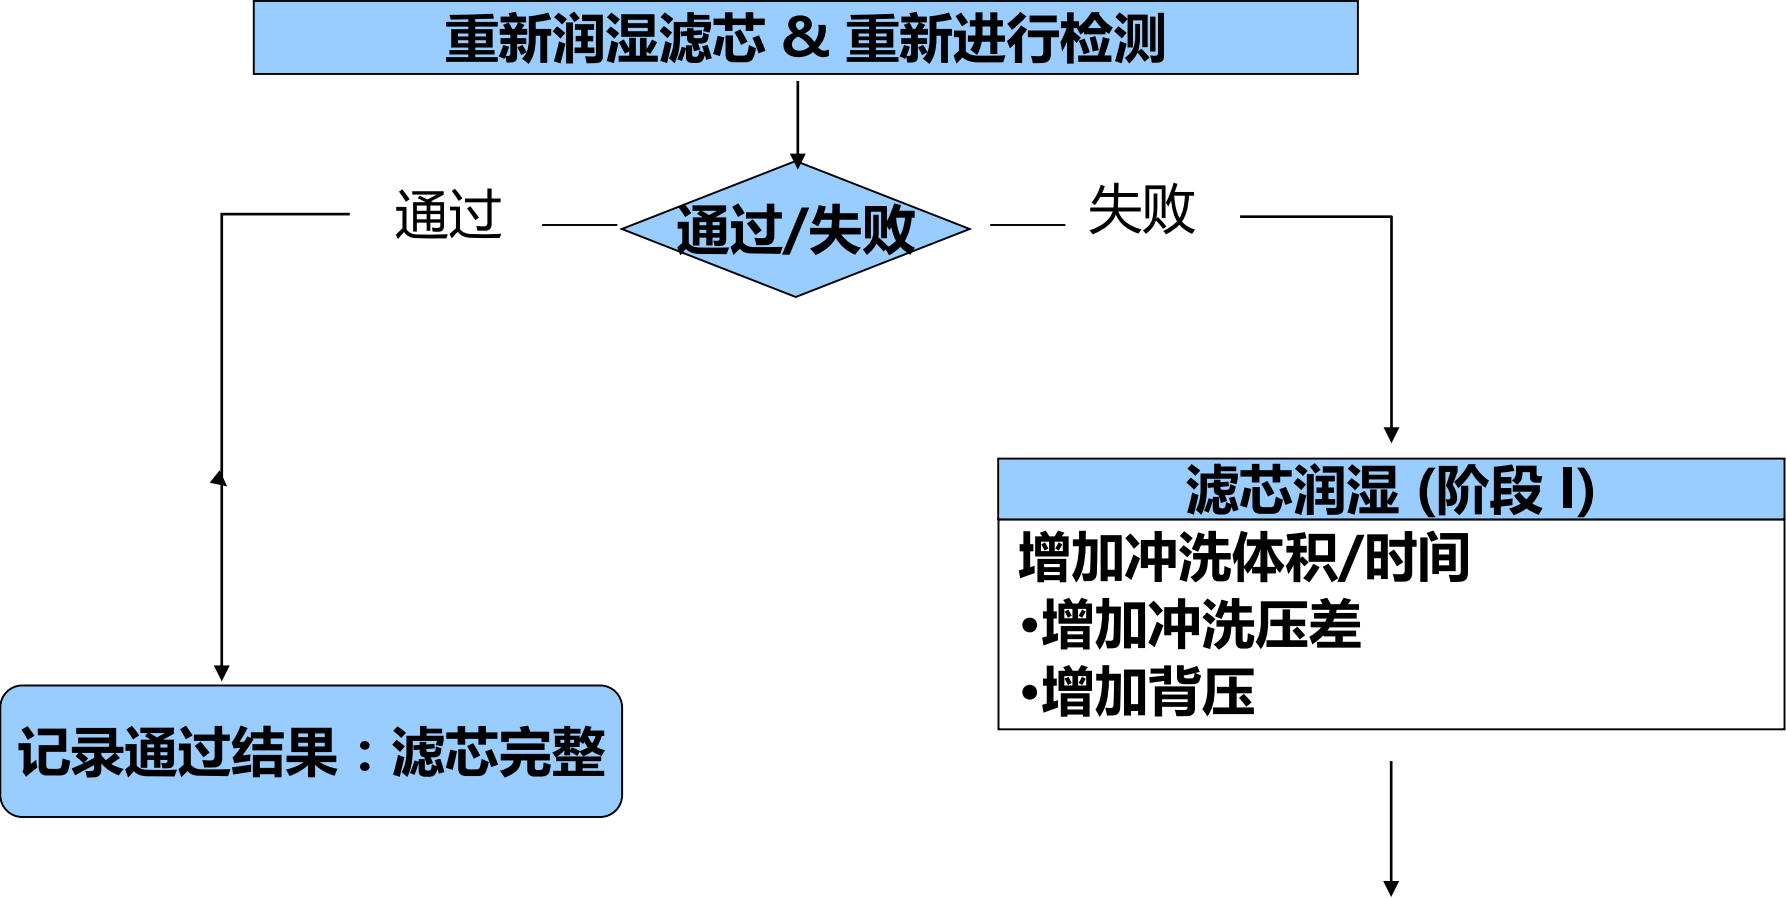 重新润湿滤芯 & 重新进行检测
通过
通过/失败
失败
滤芯润湿 (阶段 I)
增加冲洗体积/时间
•增加冲洗压差
•增加背压
记录通过结果：滤芯完整